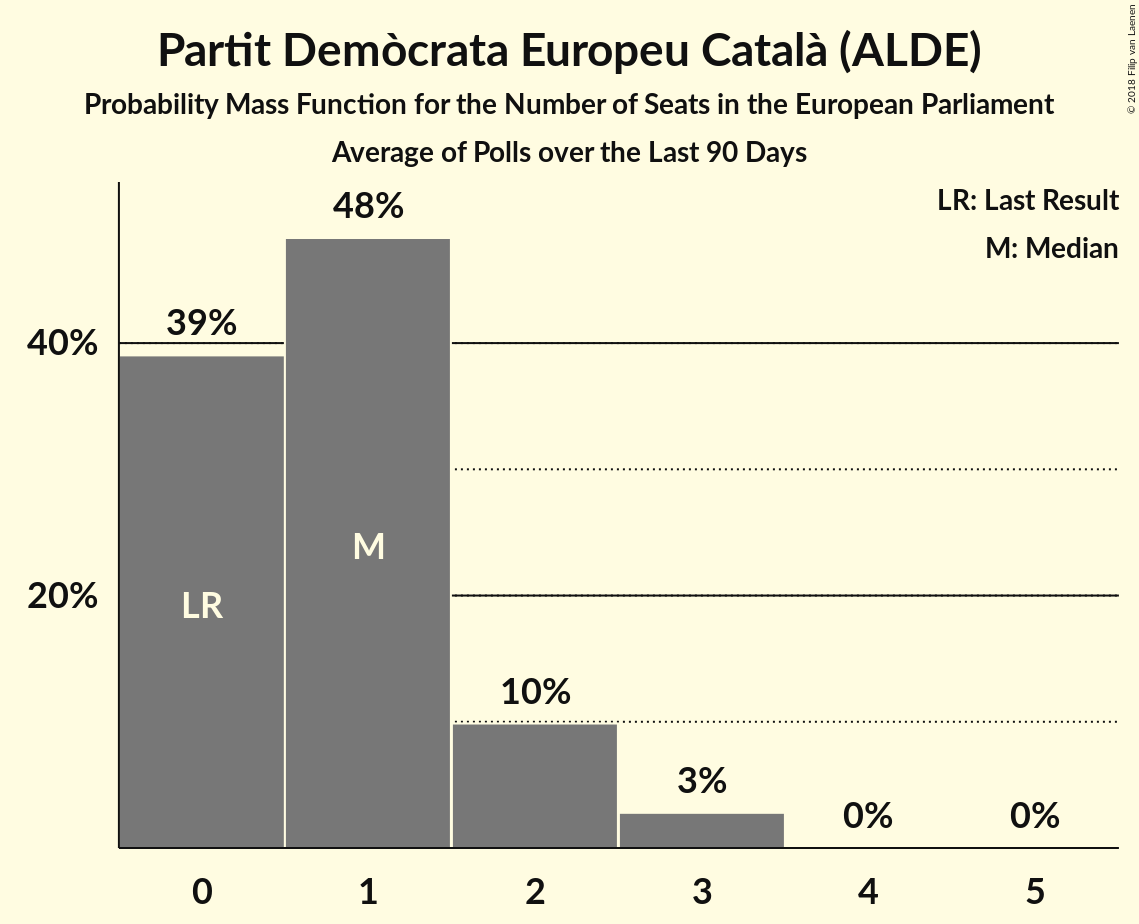 Partit Demòcrata Europeu Català (ALDE)
Probability Mass Function for the Number of Seats in the European Parliament
Average of Polls over the Last 90 Days
© 2018 Filip van Laenen
LR: Last Result
M: Median
48%
39%
40%
M
LR
20%
10%
3%
0%
0%
0 1 2 3 4 5